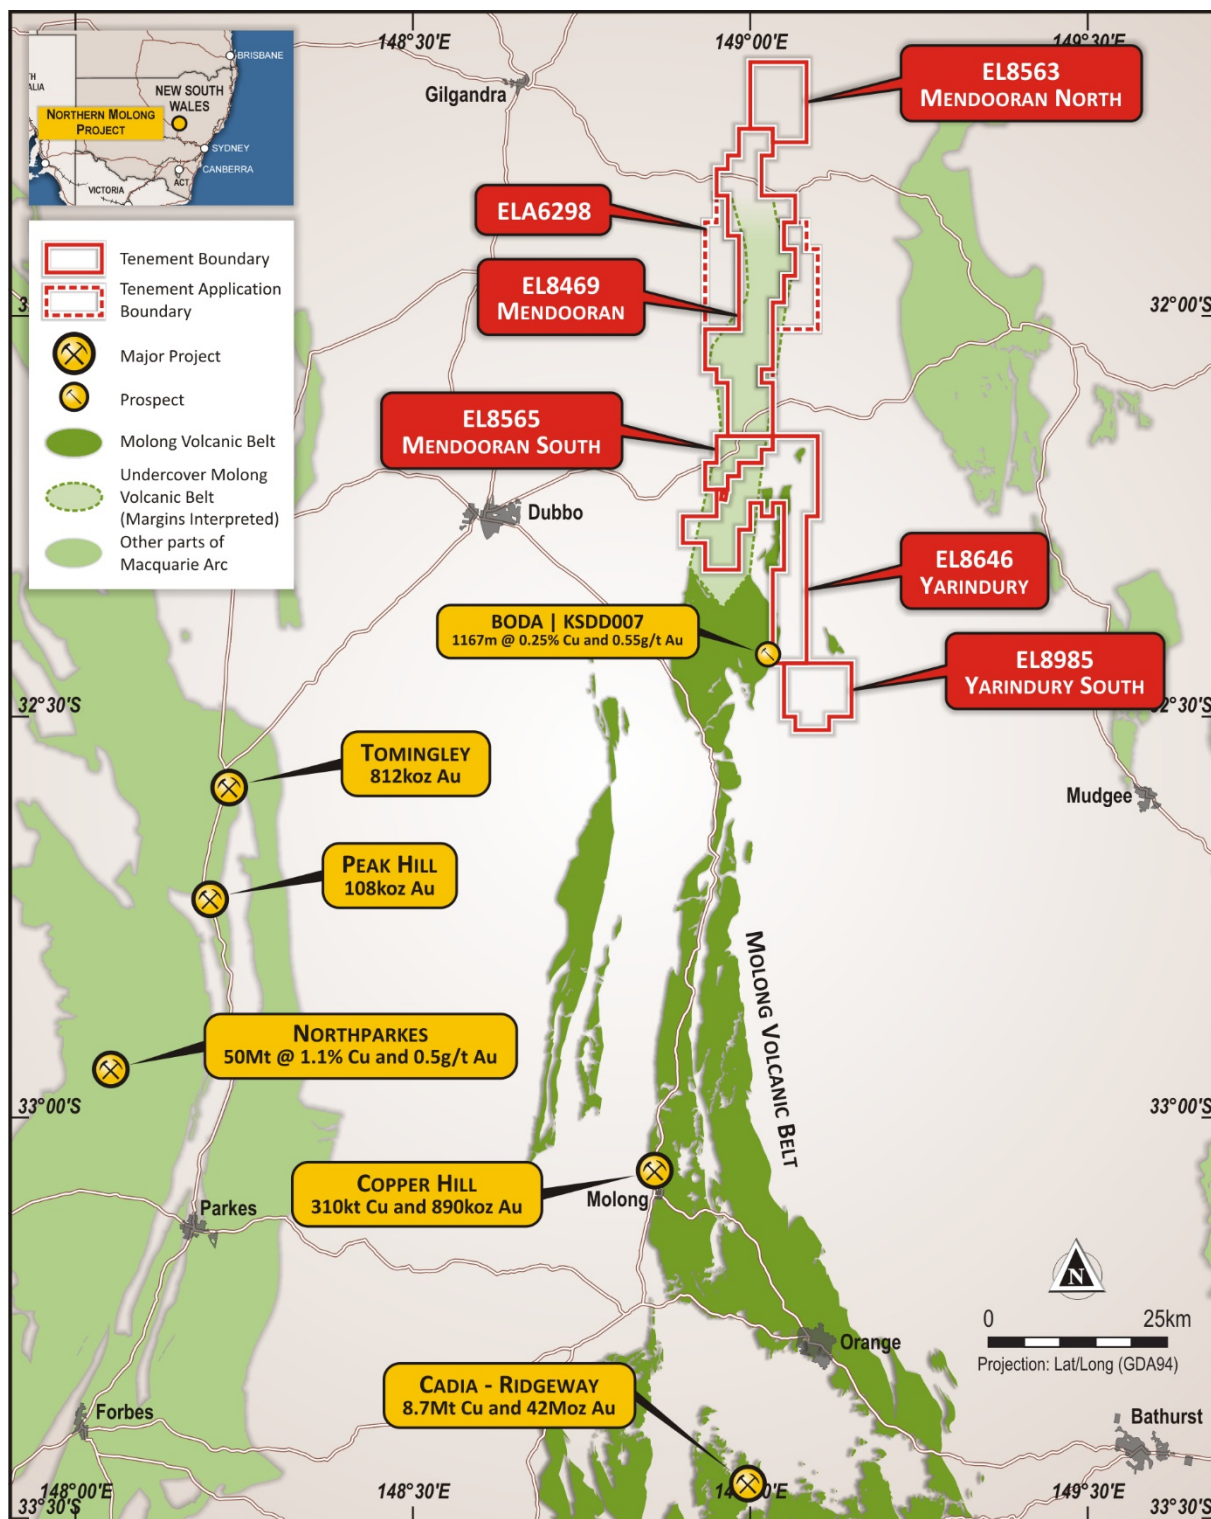 148°30'E
149°00'E
149°30'E
BRISBANE
TH
ALIA
NEW SOUTH
WALES
NORTHERN MOLONG
PROJECT
SYDNEY
CANBERRA
ACT
VICTORIA
Gilgandra
EL8563
MENDOORAN NORTH
ELA6298
EL8469
MENDOORAN
Tenement Boundary
Tenement Application
Boundary
Major Project
Prospect
Molong Volcanic Belt
Undercover Molong
Volcanic Belt
(Margins Interpreted)
Other parts of
Macquarie Arc
32°00'S
EL8565
MENDOORAN SOUTH
Dubbo
EL8646
YARINDURY
BODA | KSDD007
1167m @ 0.25% Cu and 0.55g/t Au
EL8985
YARINDURY SOUTH
32°30'S
32°30'S
TOMINGLEY
812koz Au
Mudgee
PEAK HILL
108koz Au
MOLONG VOLCANIC BELT
NORTHPARKES
50Mt @ 1.1% Cu and 0.5g/t Au
33°00'S
33°00'S
COPPER HILL
310kt Cu and 890koz Au
Molong
Parkes
N
0 25km
Projection: Lat/Long (GDA94)
Orange
CADIA - RIDGEWAY
8.7Mt Cu and 42Moz Au
Forbes
Bathurst
148°00'E
148°30'E
149°30'E
33°30'S
33°30'S